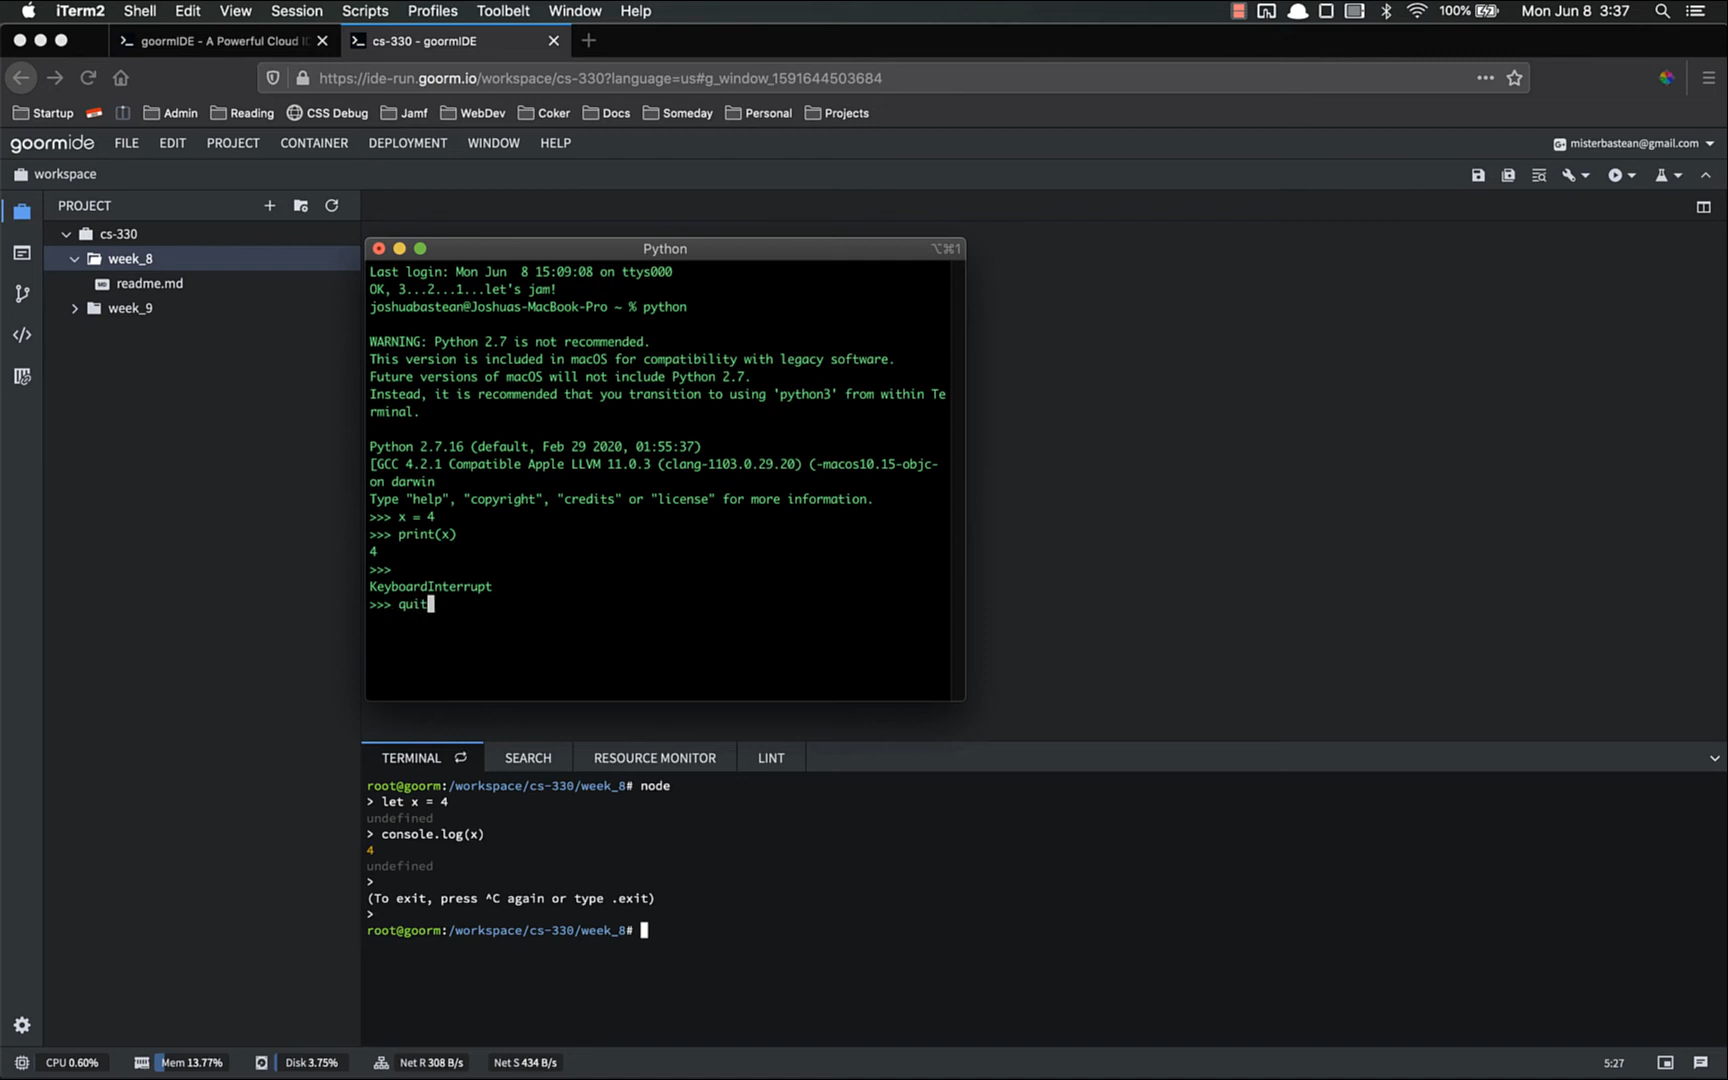 iTerm2 Shell Edit View Session Scripts Profiles Toolbelt Window Help 100% Mon Jun 8 3:37
goormIDE - A Powerful Cloud I cs-330 - goormIDE
https://ide-run.goorm.io/workspace/cs-330?language=us#g_window_1591644503684
Startup Admin Reading CSS Debug Jamf WebDev Coker Docs Someday Personal Projects
goormide FILE EDIT PROJECT CONTAINER DEPLOYMENT WINDOW HELP misterbastean@gmail.com
workspace
PROJECT
cs-330
week_8
readme.md
week_9
Python ⌥⌘1
Last login: Mon Jun  8 15:09:08 on ttys000
OK, 3...2...1...let's jam!
joshuabastean@Joshuas-MacBook-Pro ~ % python
WARNING: Python 2.7 is not recommended.
This version is included in macOS for compatibility with legacy software.
Future versions of macOS will not include Python 2.7.
Instead, it is recommended that you transition to using 'python3' from within Te
rminal.
Python 2.7.16 (default, Feb 29 2020, 01:55:37)
[GCC 4.2.1 Compatible Apple LLVM 11.0.3 (clang-1103.0.29.20) (-macos10.15-objc-
on darwin
Type "help", "copyright", "credits" or "license" for more information.
>>> x = 4
>>> print(x)
4
>>>
KeyboardInterrupt
>>> quit
TERMINAL SEARCH RESOURCE MONITOR LINT
root@goorm:/workspace/cs-330/week_8# node
> let x = 4
undefined
> console.log(x)
4
undefined
>
(To exit, press ^C again or type .exit)
>
root@goorm:/workspace/cs-330/week_8#
CPU 0.60% Mem 13.77% Disk 3.75% Net R 308 B/s Net S 434 B/s 5:27